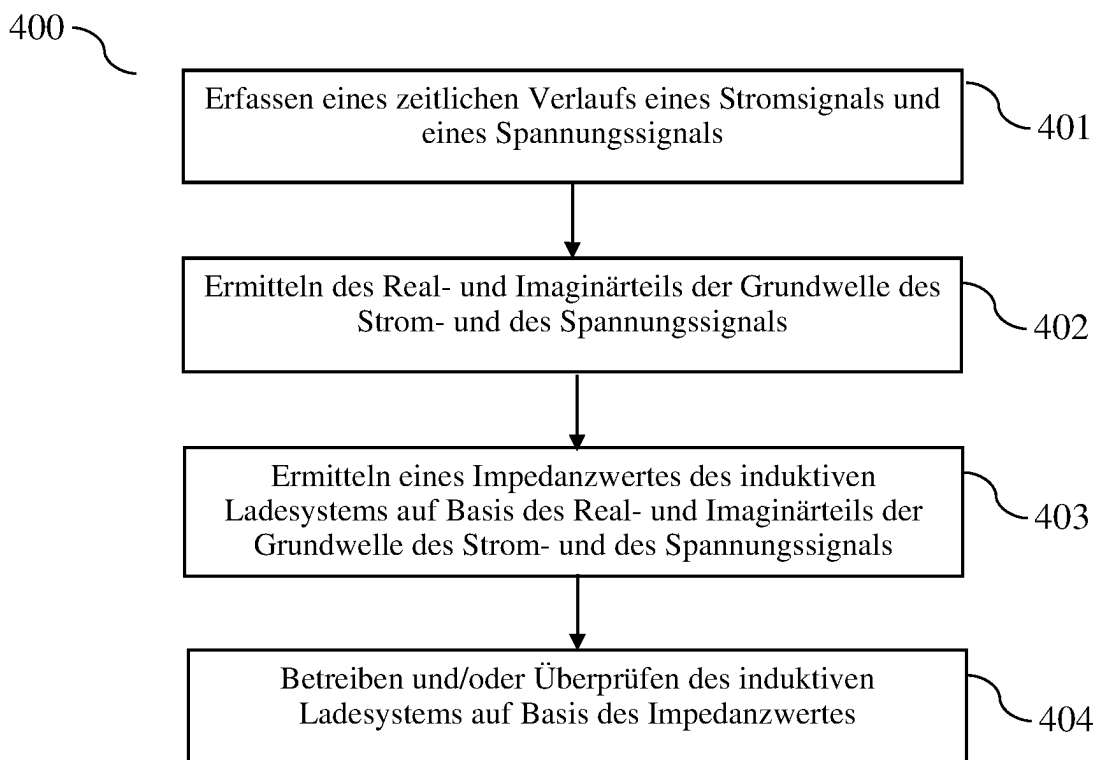 400
Erfassen eines zeitlichen Verlaufs eines Stromsignals und
eines Spannungssignals
401
Ermitteln des Real- und Imaginärteils der Grundwelle des
Strom- und des Spannungssignals
402
Ermitteln eines Impedanzwertes des induktiven
Ladesystems auf Basis des Real- und Imaginärteils der
Grundwelle des Strom- und des Spannungssignals
403
Betreiben und/oder Überprüfen des induktiven
Ladesystems auf Basis des Impedanzwertes
404